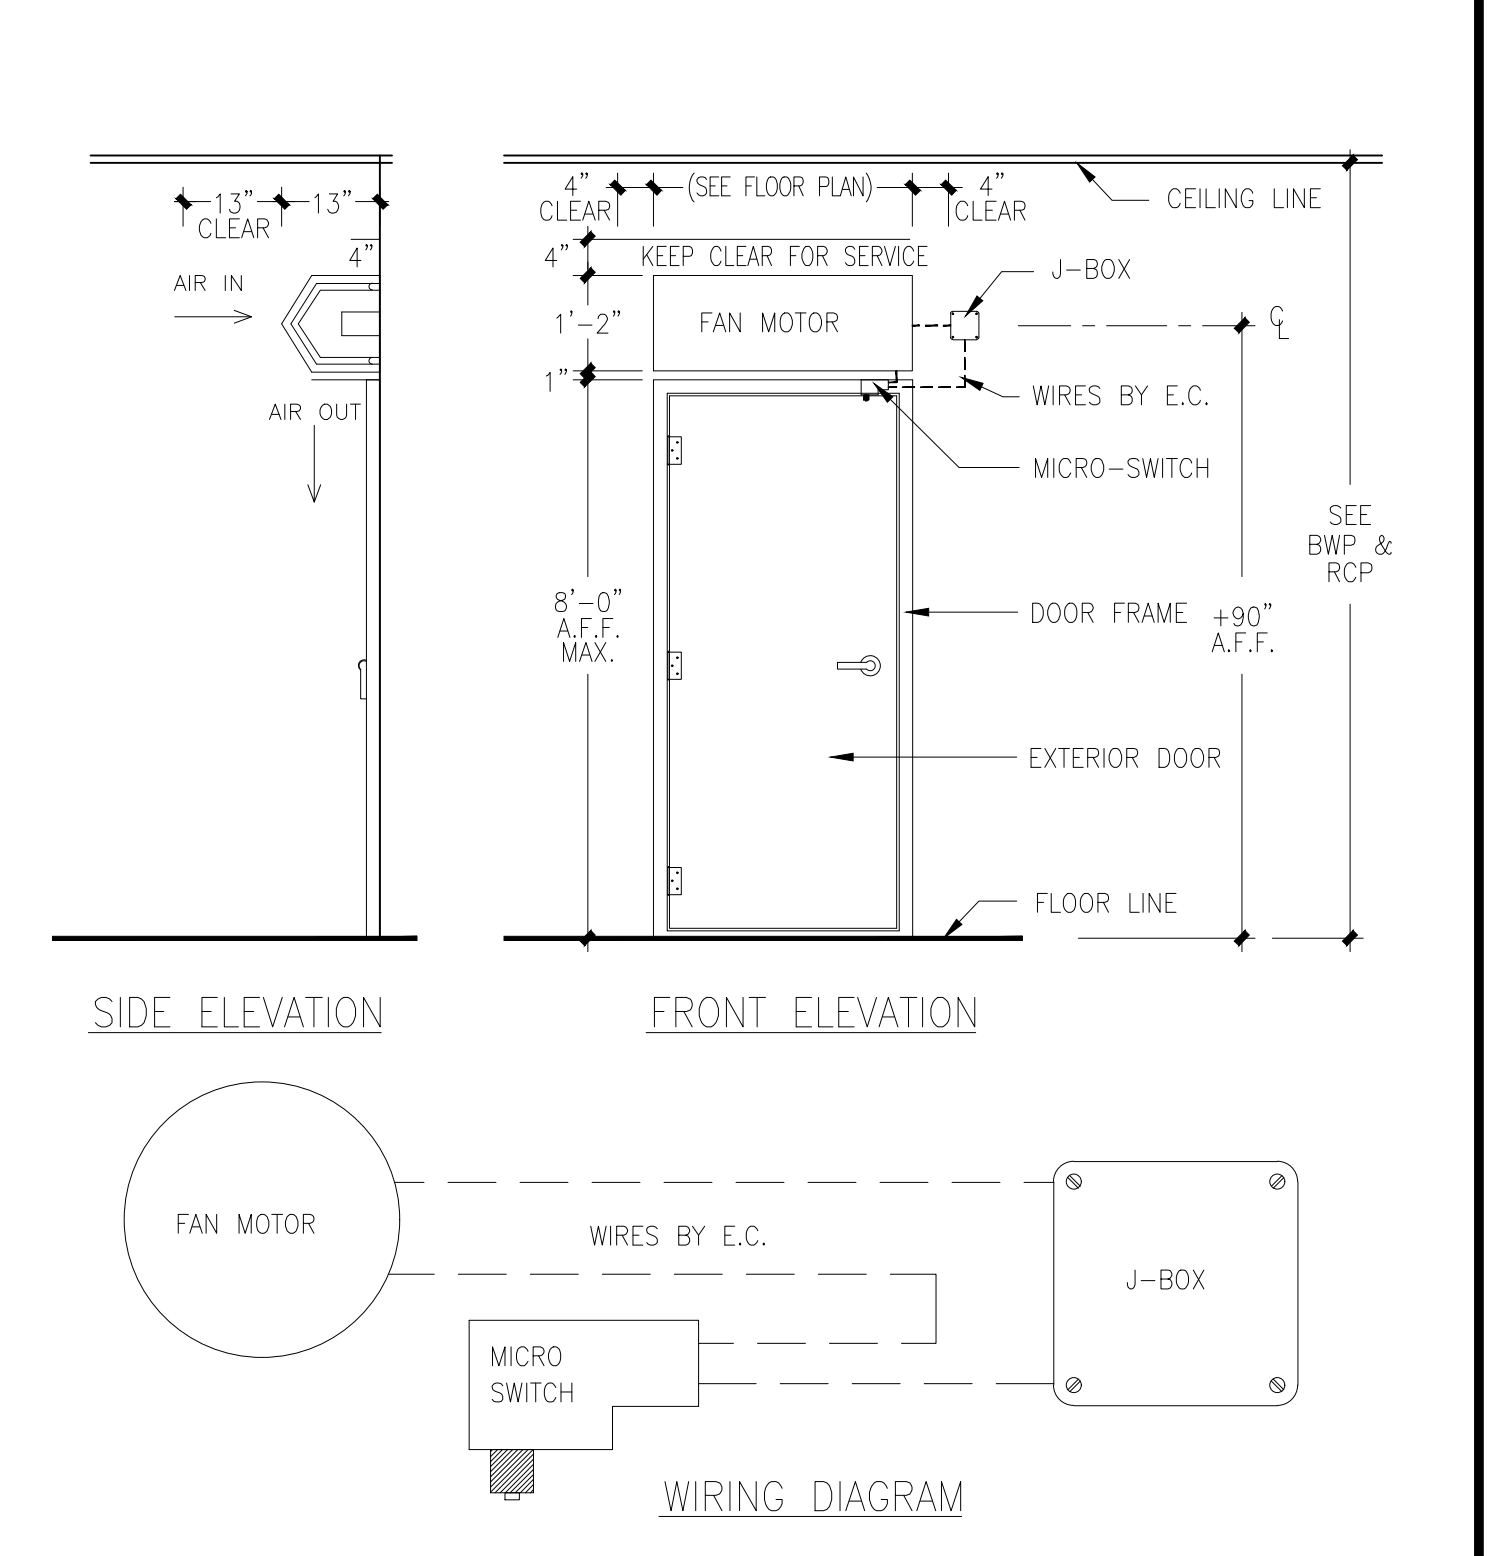 13" 13"
CLEAR
4"
AIR IN
AIR OUT
SIDE ELEVATION
4"
CLEAR
(SEE FLOOR PLAN)
4"
CLEAR
CEILING LINE
4"
KEEP CLEAR FOR SERVICE
J-BOX
1'-2"
FAN MOTOR
℄
1"
WIRES BY E.C.
MICRO-SWITCH
SEE
BWP &
RCP
8'-0"
A.F.F.
MAX.
DOOR FRAME
+90"
A.F.F.
EXTERIOR DOOR
FLOOR LINE
FRONT ELEVATION
FAN MOTOR
WIRES BY E.C.
J-BOX
MICRO
SWITCH
WIRING DIAGRAM